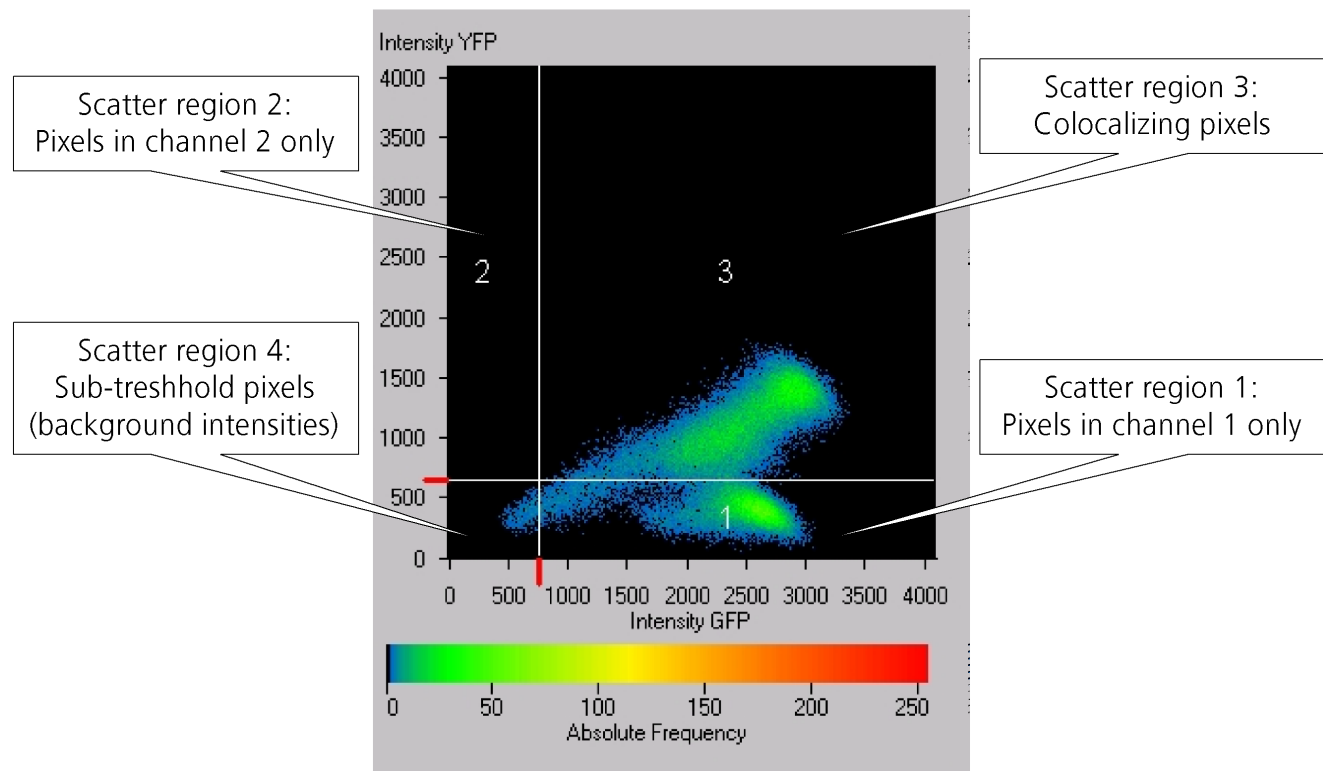 Intensity YFP
Scatter region 2:
Pixels in channel 2 only
Scatter region 3:
Colocalizing pixels
Scatter region 4:
Sub-treshhold pixels
(background intensities)
Scatter region 1:
Pixels in channel 1 only
4000
3500
3000
2500
2000
1500
1000
500
0
2
3
1
0 500 1000 1500 2000 2500 3000 3500 4000
Intensity GFP
0 50 100 150 200 250
Absolute Frequency